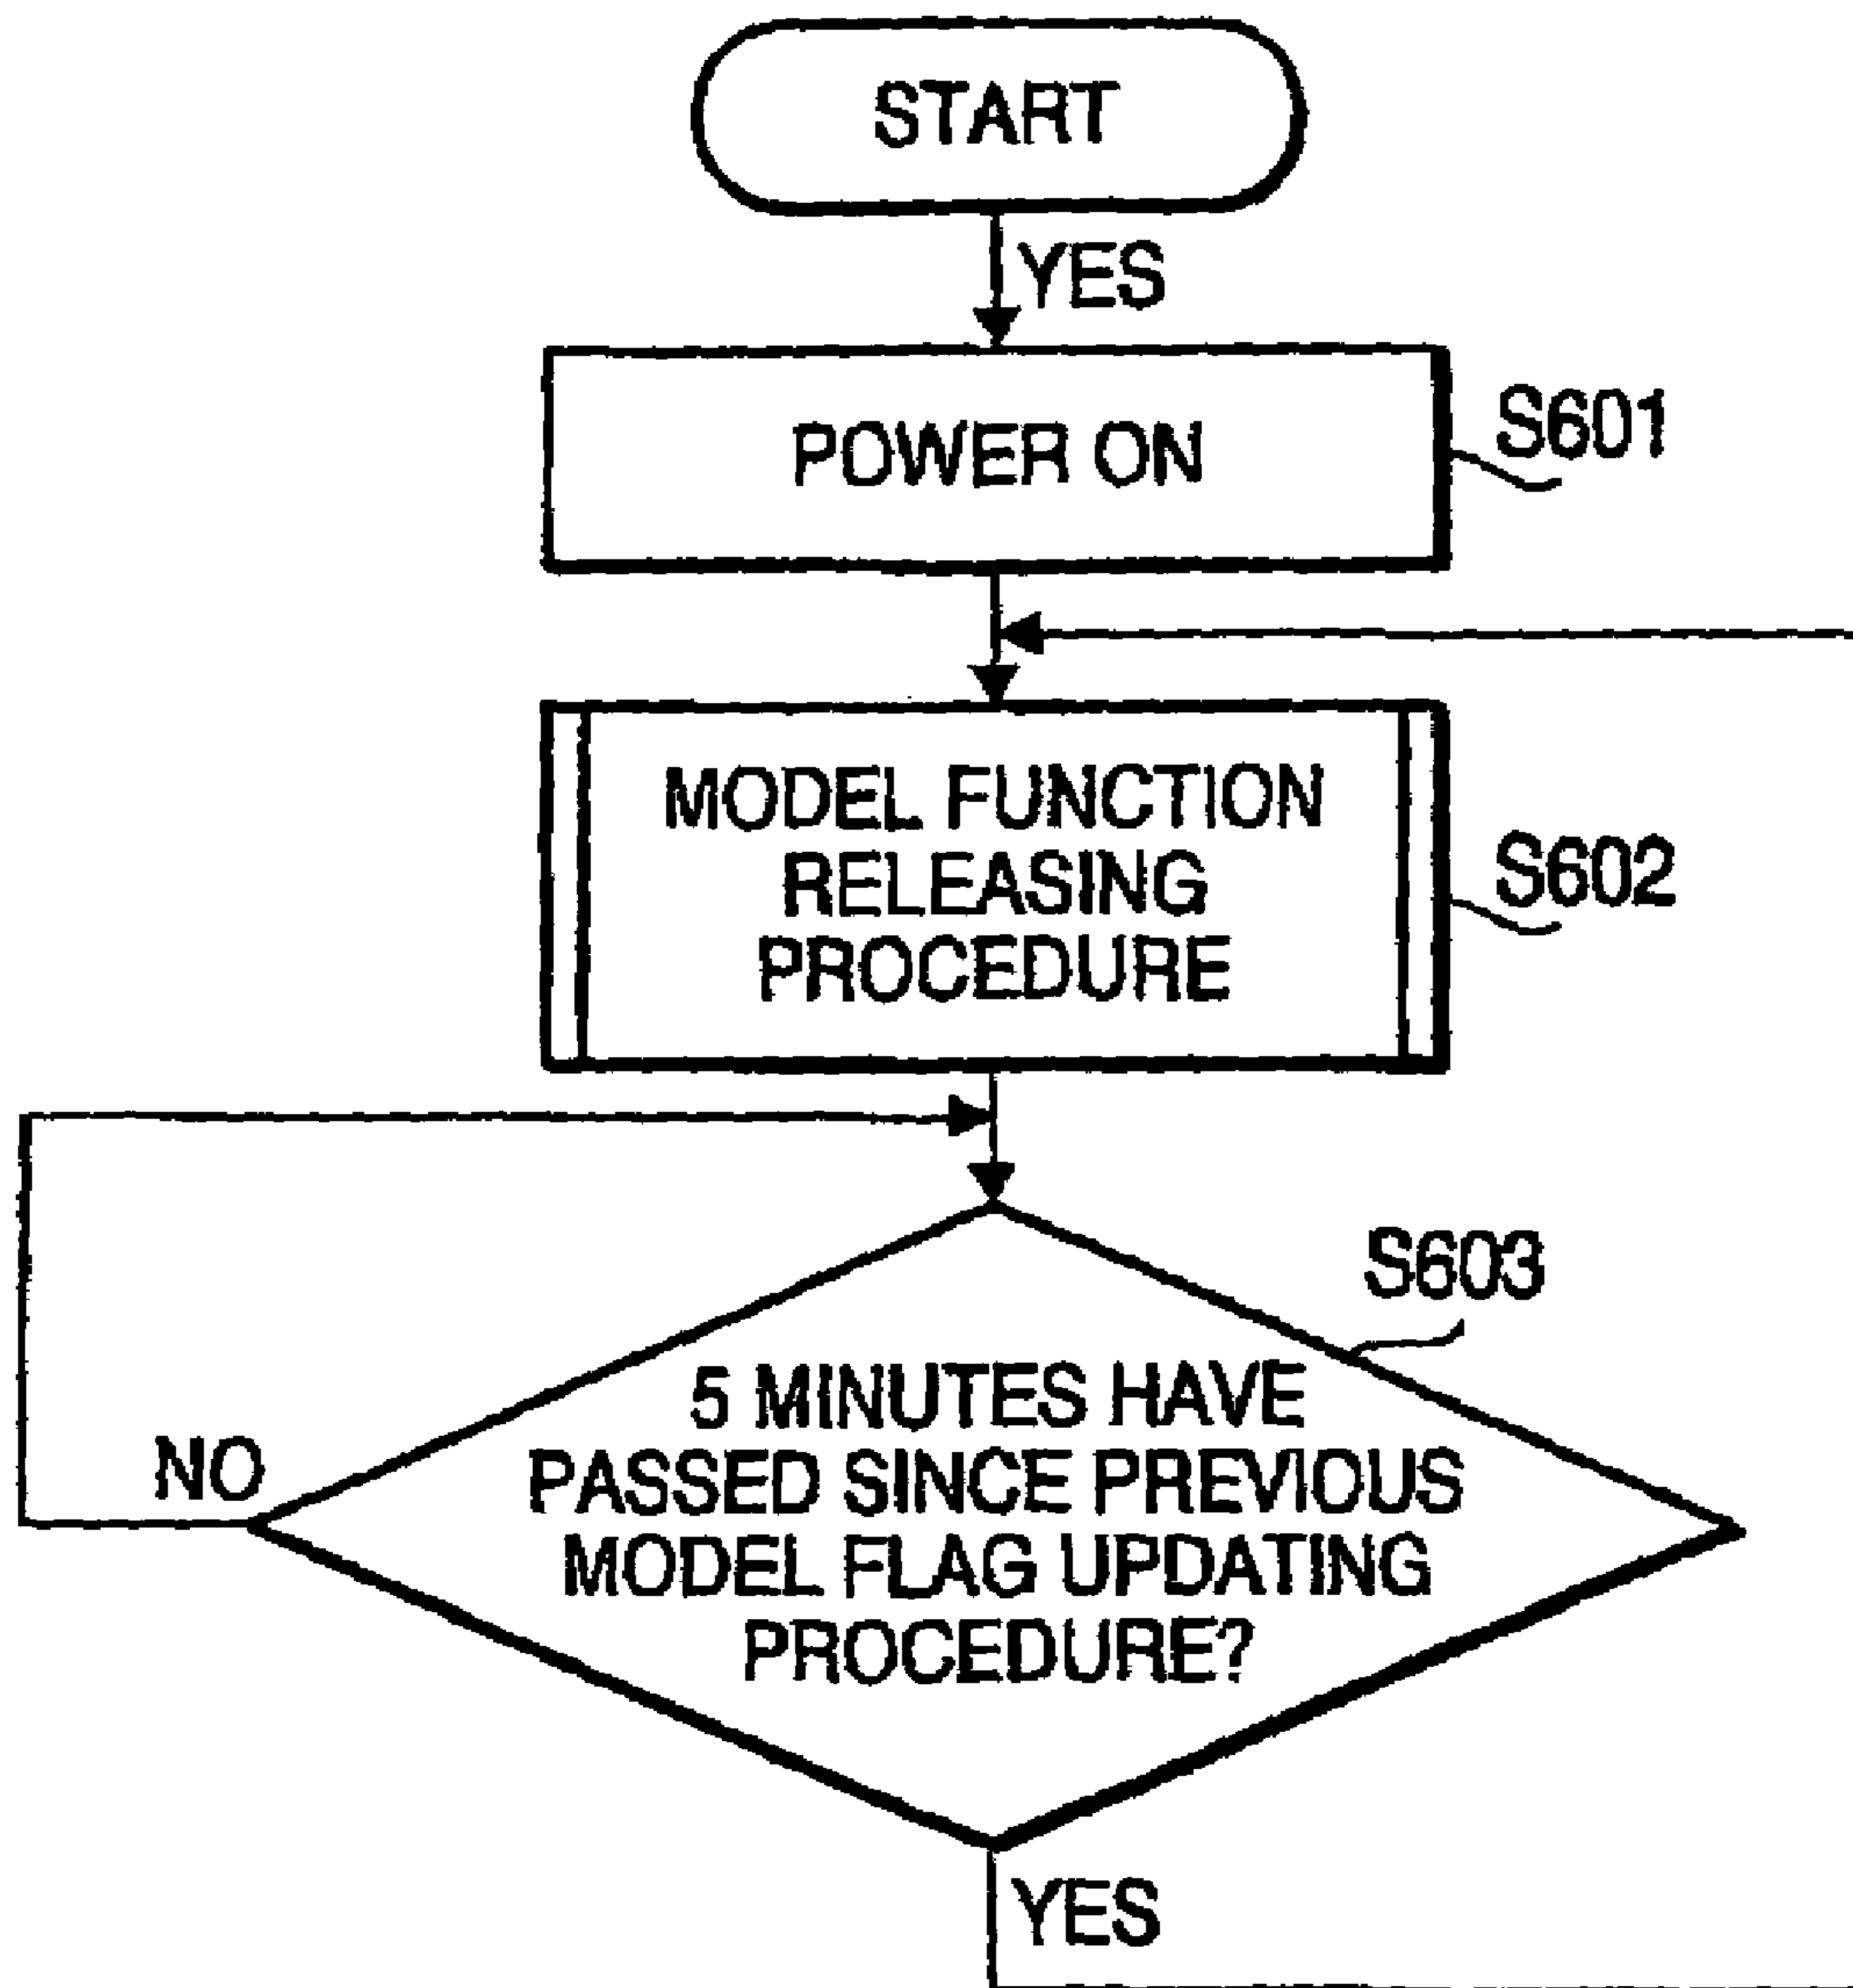 START
YES
POWER ON
S601
MODEL FUNCTION
RELEASING
PROCEDURE
S602
S603
5 MINUTES HAVE
PASSED SINCE PREVIOUS
MODEL FLAG UPDATING
PROCEDURE?
NO
YES